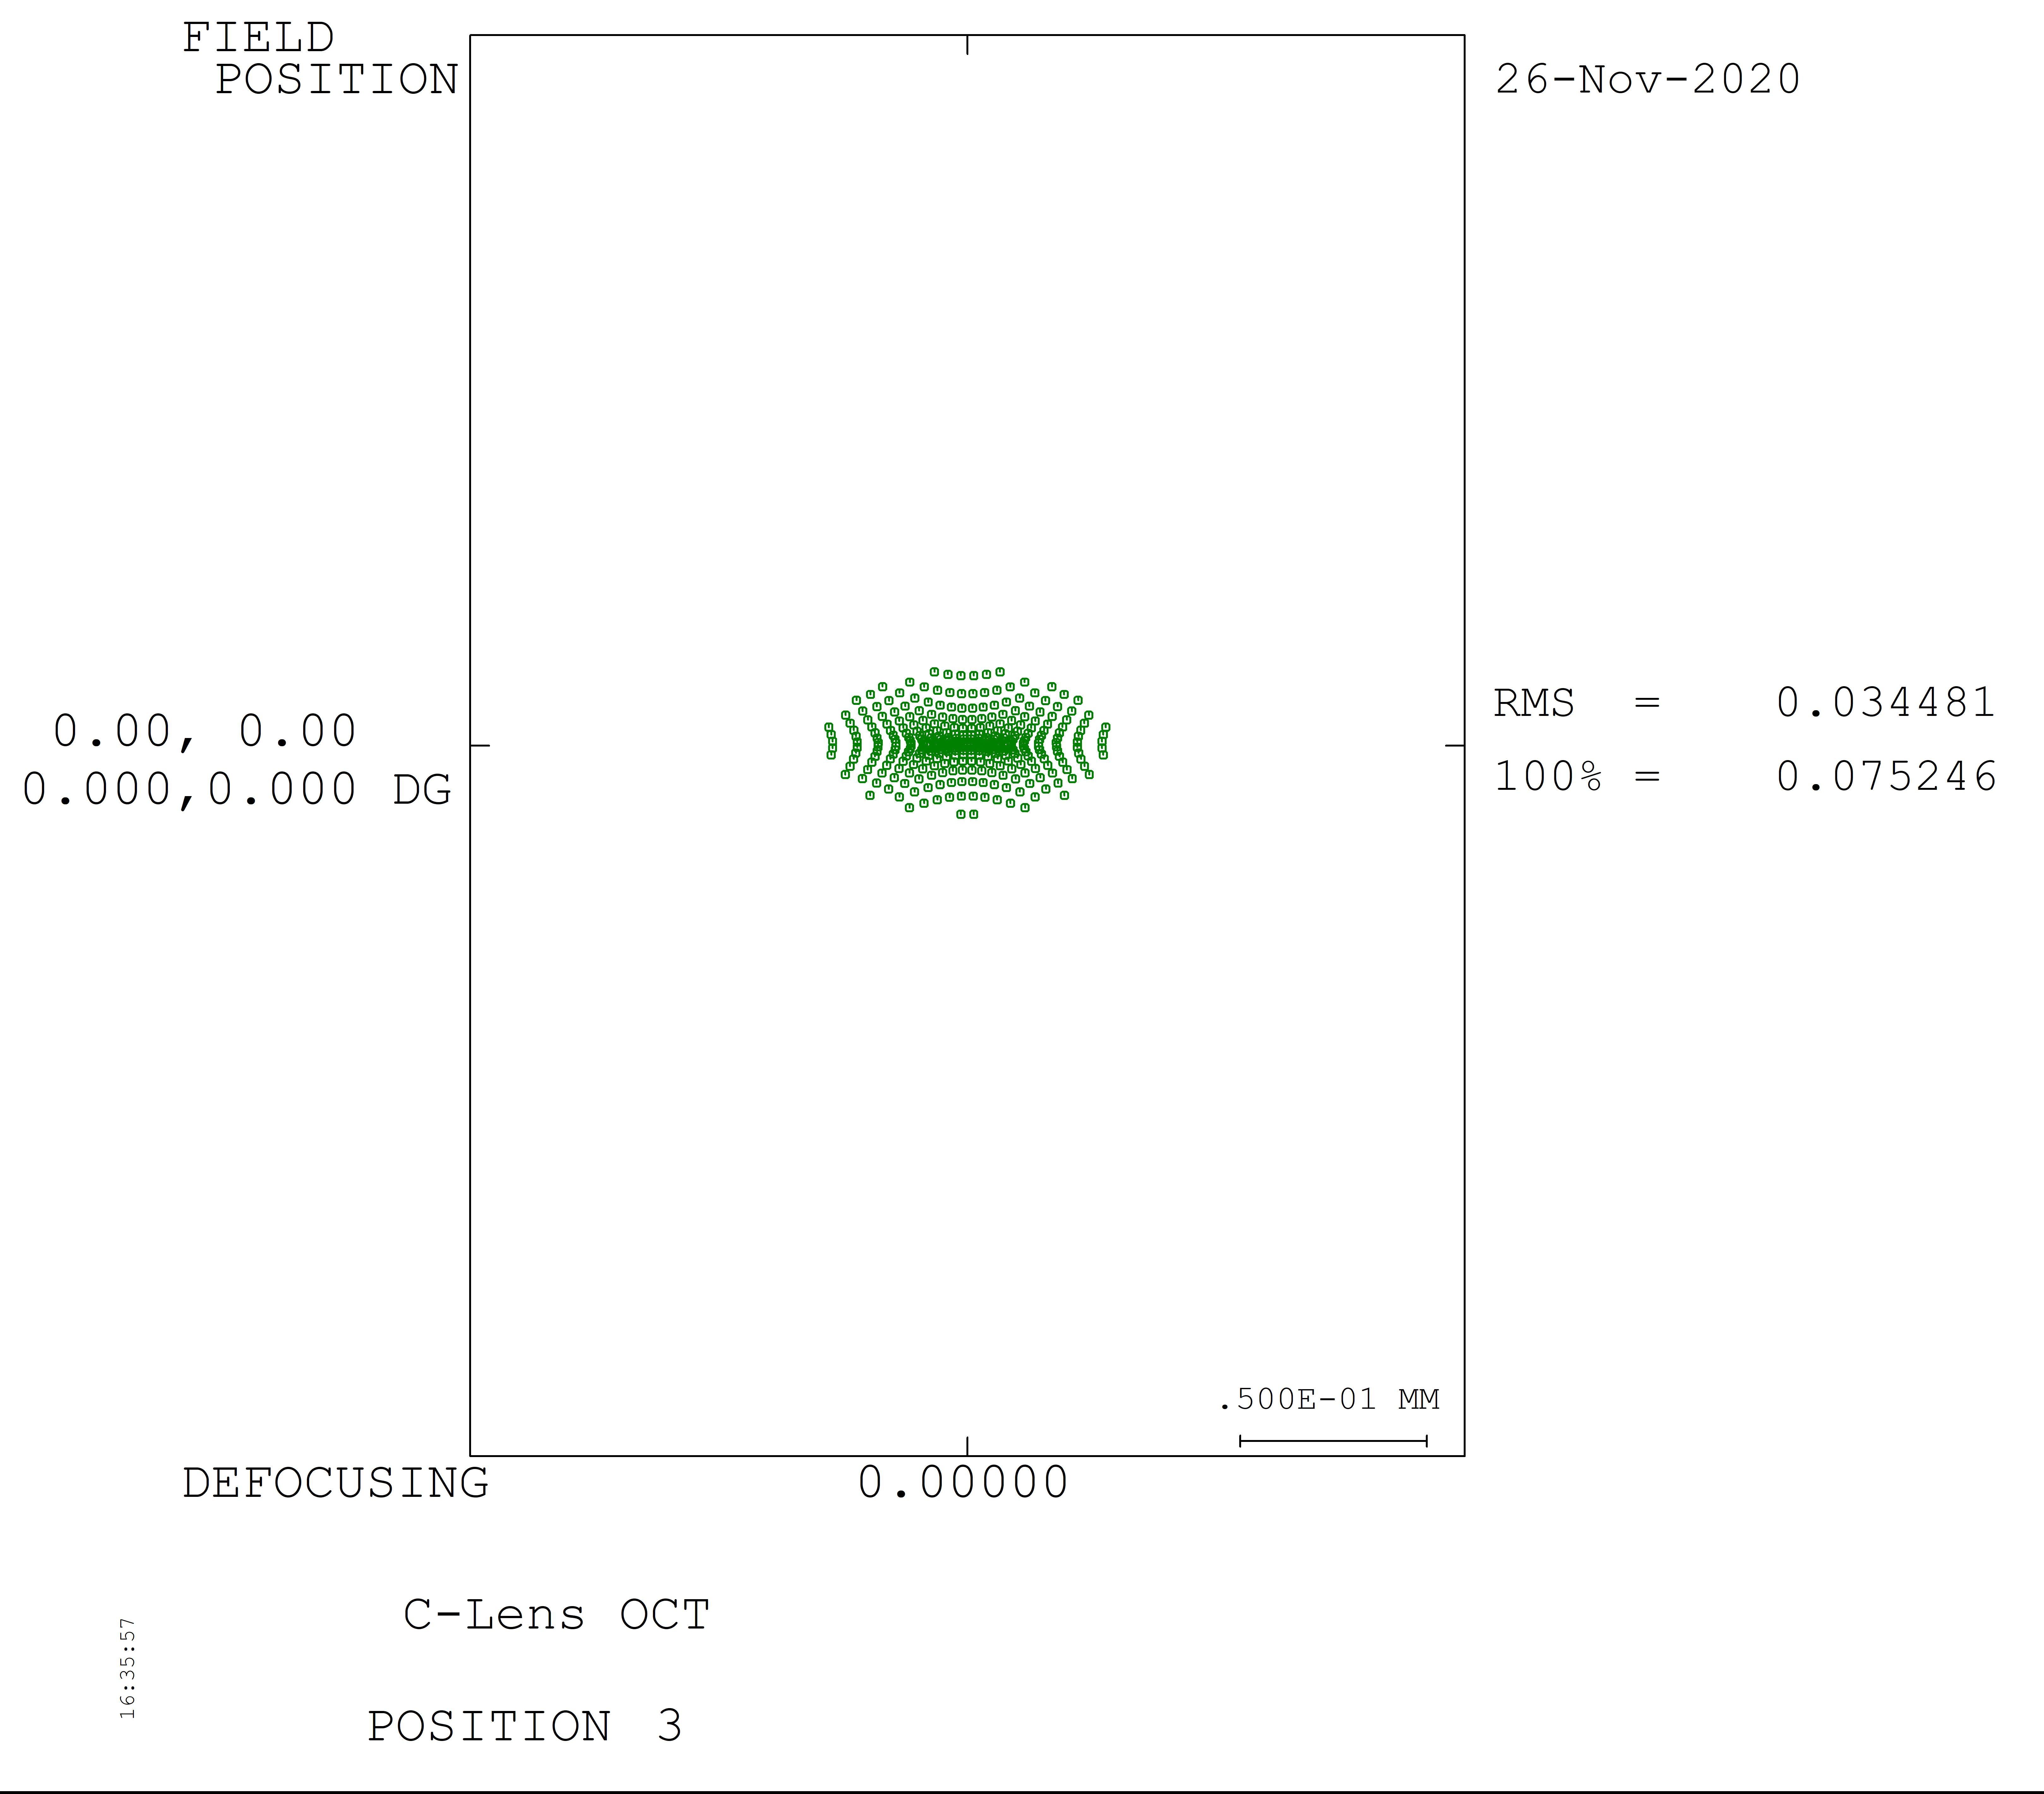 FIELD
POSITION
26-Nov-2020
0.00, 0.00
0.000,0.000 DG
RMS = 0.034481
100% = 0.075246
.500E-01 MM
DEFOCUSING 0.00000
C-Lens OCT
16:35:57
POSITION 3